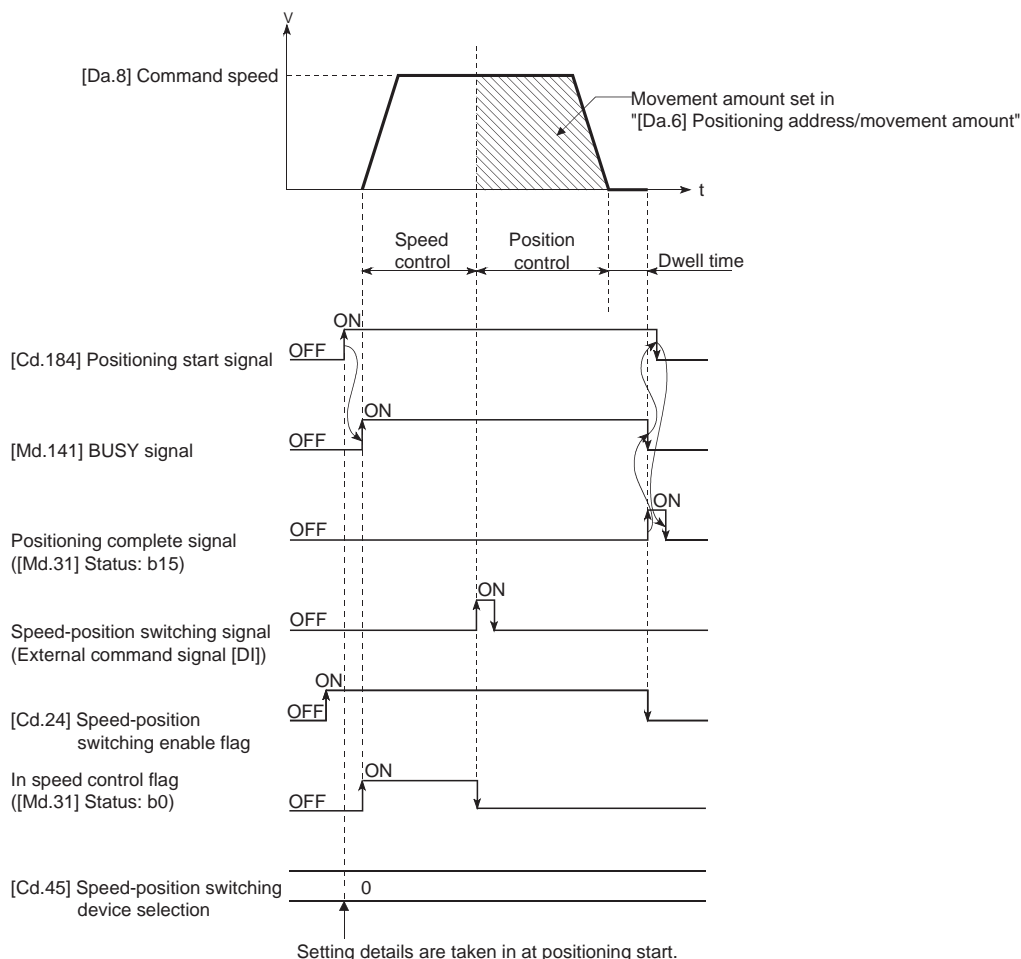 V
[Da.8] Command speed
Movement amount set in
"[Da.6] Positioning address/movement amount"
t
Speed
control
Position
control
Dwell time
ON
OFF
[Cd.184] Positioning start signal
ON
OFF
[Md.141] BUSY signal
ON
OFF
Positioning complete signal
([Md.31] Status: b15)
ON
OFF
Speed-position switching signal
(External command signal [DI])
ON
OFF
[Cd.24] Speed-position
switching enable flag
In speed control flag
([Md.31] Status: b0)
ON
OFF
[Cd.45] Speed-position switching
device selection
0
Setting details are taken in at positioning start.